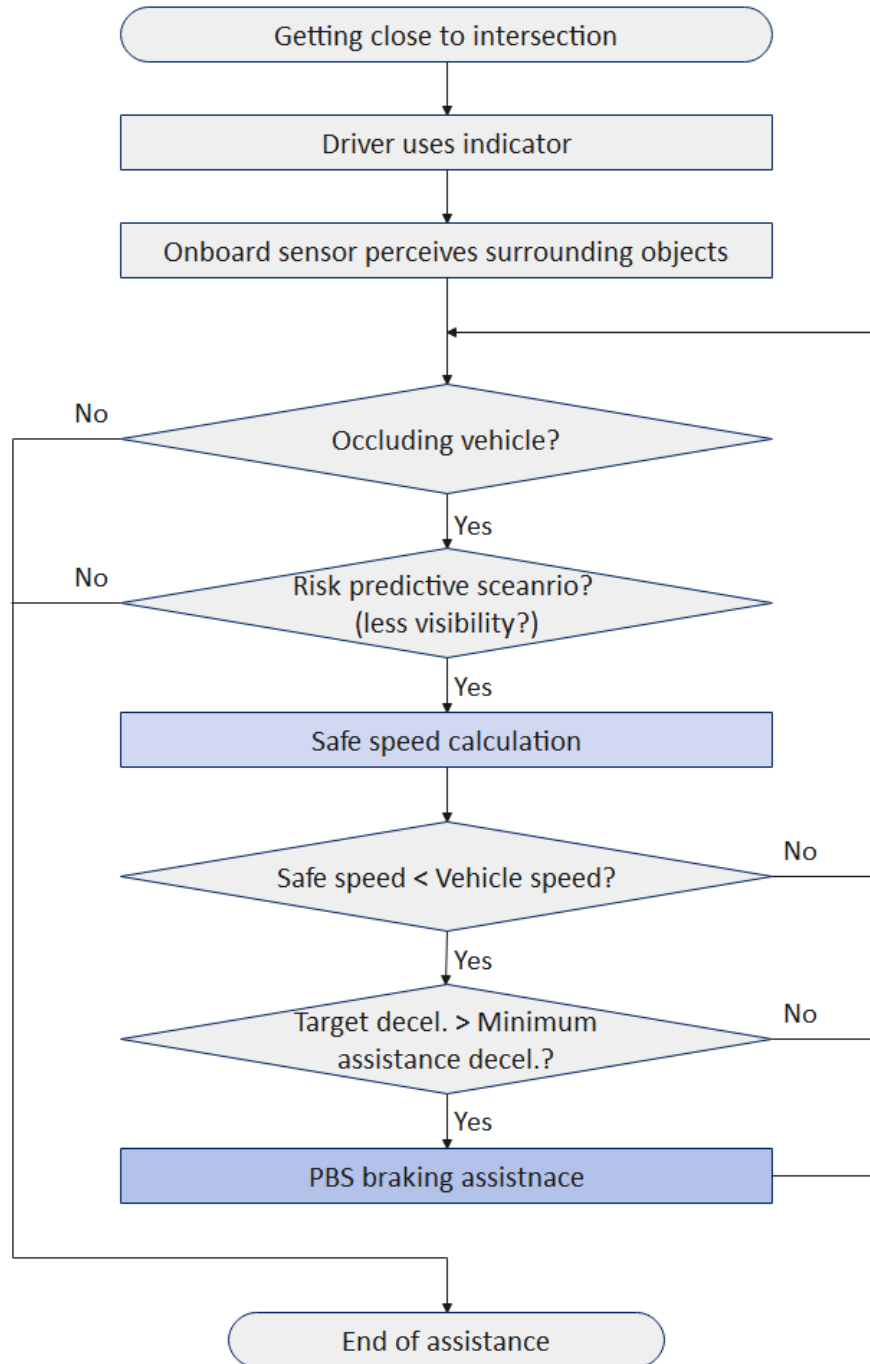 Getting close to intersection
Driver uses indicator
Onboard sensor perceives surrounding objects
No
Occluding vehicle?
Yes
No
Risk predictive sceanrio?
(less visibility?)
Yes
Safe speed calculation
No
Safe speed < Vehicle speed?
Yes
No
Target decel. > Minimum
assistance decel.?
Yes
PBS braking assistnace
End of assistance